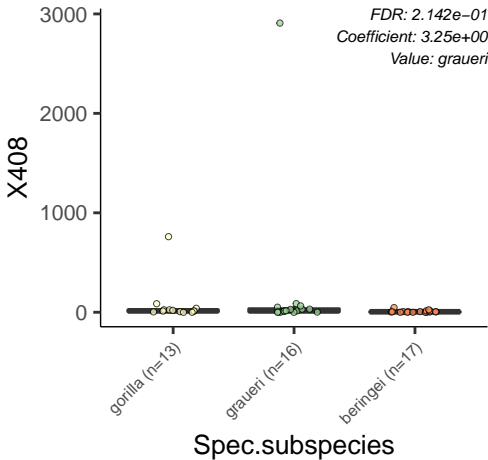 FDR: 2.142e−01
Coefficient: 3.25e+00
Value: graueri
3000
2000
1000
0
X408
gorilla (n=13)
graueri (n=16)
beringei (n=17)
Spec.subspecies